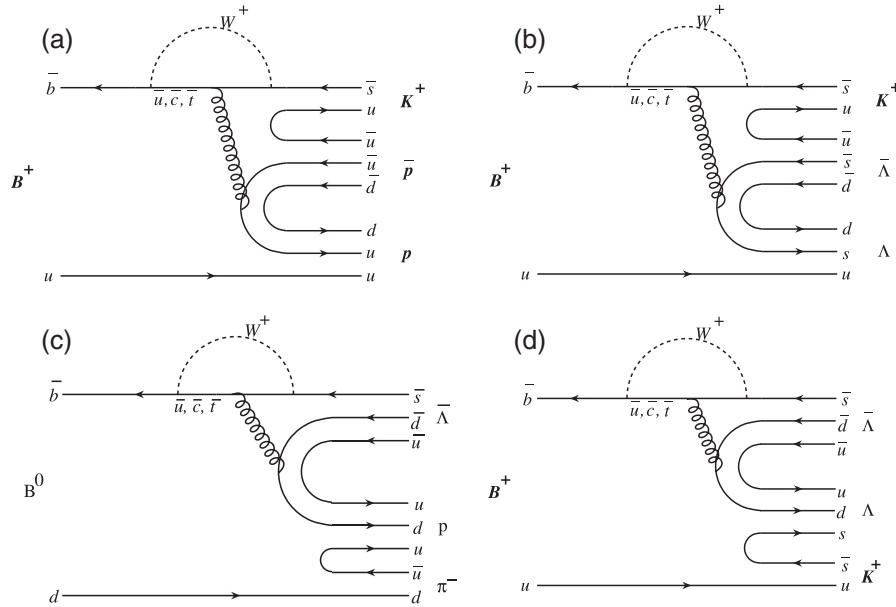 (a)
W+
b̄
ū, c̄, t̄
s̄
u
K+
ū
ū
p̄
d̄
B+
d
u
p
u
u
(b)
W+
b̄
ū, c̄, t̄
s̄
u
K+
ū
s̄
Λ̄
d̄
B+
d
s
Λ
u
u
(c)
W+
b̄
ū, c̄, t̄
s̄
d̄
Λ̄
ū
B0
u
d
p
u
ū
π−
d
d
(d)
W+
b̄
ū, c̄, t̄
s̄
d̄
Λ̄
ū
B+
u
d
Λ
s
s̄
K+
u
u